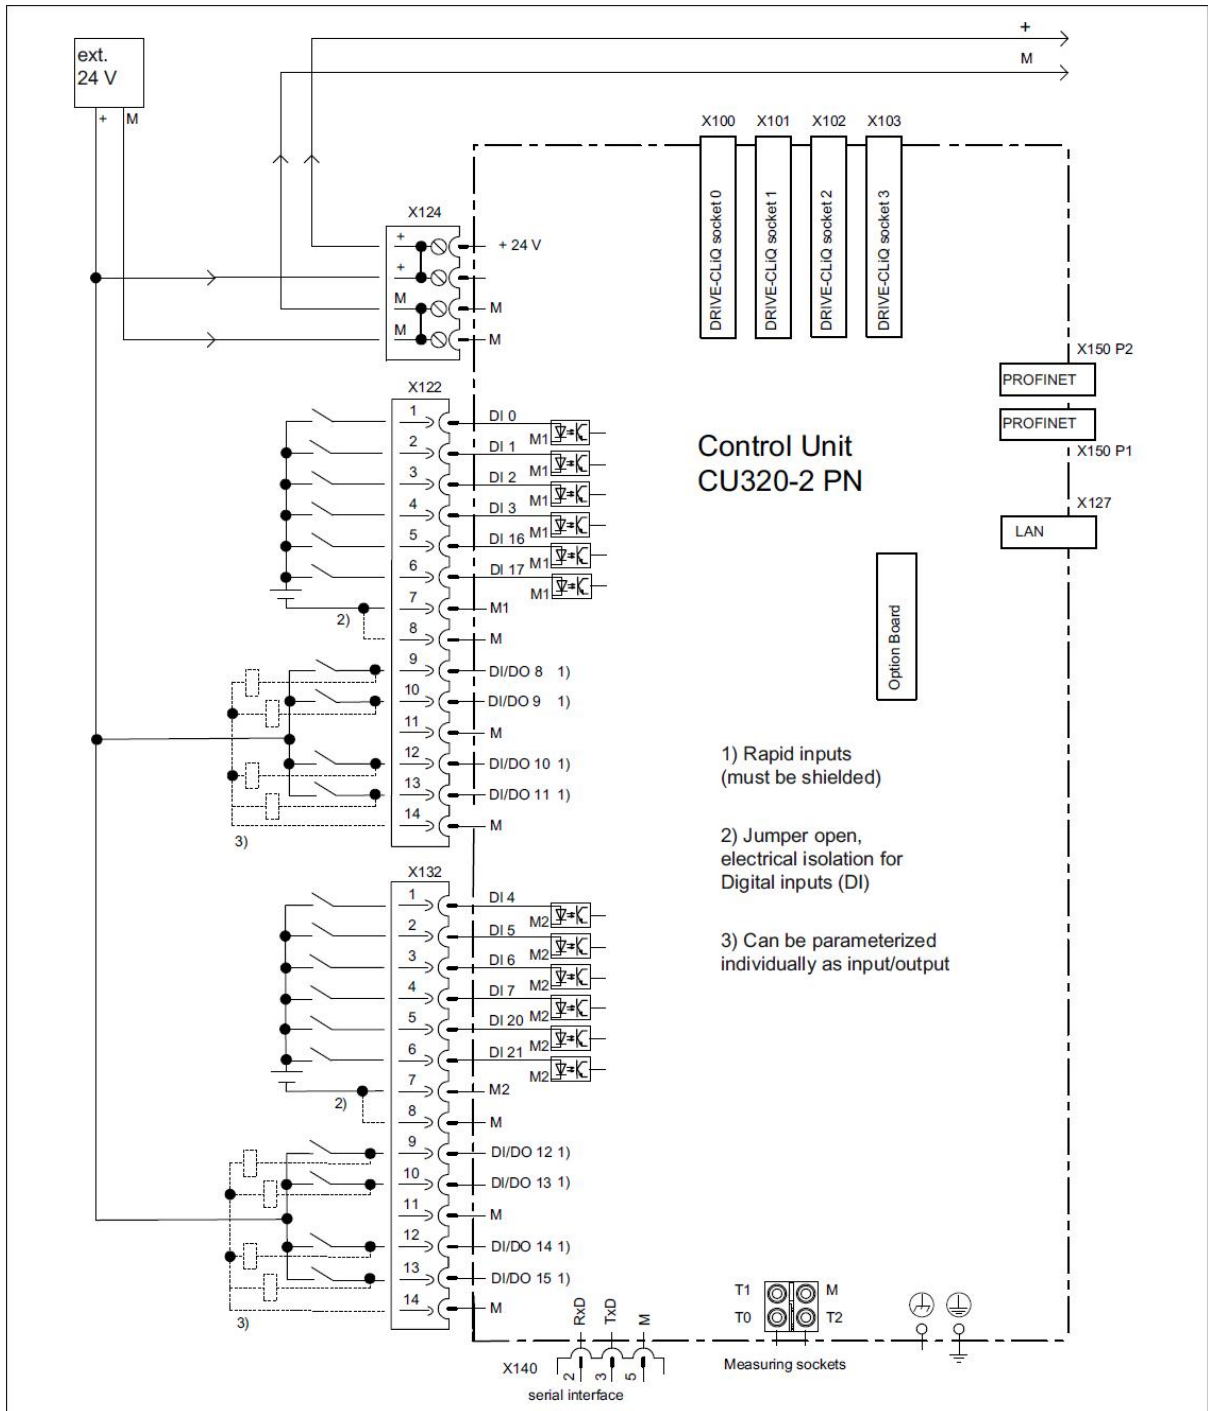 +
M
ext.
24 V
+ M
X100 X101 X102 X103
DRIVE-CLiQ socket 0
DRIVE-CLiQ socket 1
DRIVE-CLiQ socket 2
DRIVE-CLiQ socket 3
X124
+ + 24 V
+
M M
M M
X150 P2
PROFINET
PROFINET
X150 P1
X127
LAN
Control Unit
CU320-2 PN
Option Board
X122
1 DI 0 M1
2 DI 1 M1
3 DI 2 M1
4 DI 3 M1
5 DI 16 M1
6 DI 17 M1
7 M1
2)
8 M
9 DI/DO 8 1)
10 DI/DO 9 1)
11 M
12 DI/DO 10 1)
13 DI/DO 11 1)
14 M
3)
1) Rapid inputs
(must be shielded)
2) Jumper open,
electrical isolation for
Digital inputs (DI)
3) Can be parameterized
individually as input/output
X132
1 DI 4 M2
2 DI 5 M2
3 DI 6 M2
4 DI 7 M2
5 DI 20 M2
6 DI 21 M2
7 M2
2)
8 M
9 DI/DO 12 1)
10 DI/DO 13 1)
11 M
12 DI/DO 14 1)
13 DI/DO 15 1)
14 M
3)
RxD TxD M
X140
2 3 5
serial interface
T1 M
T0 T2
Measuring sockets